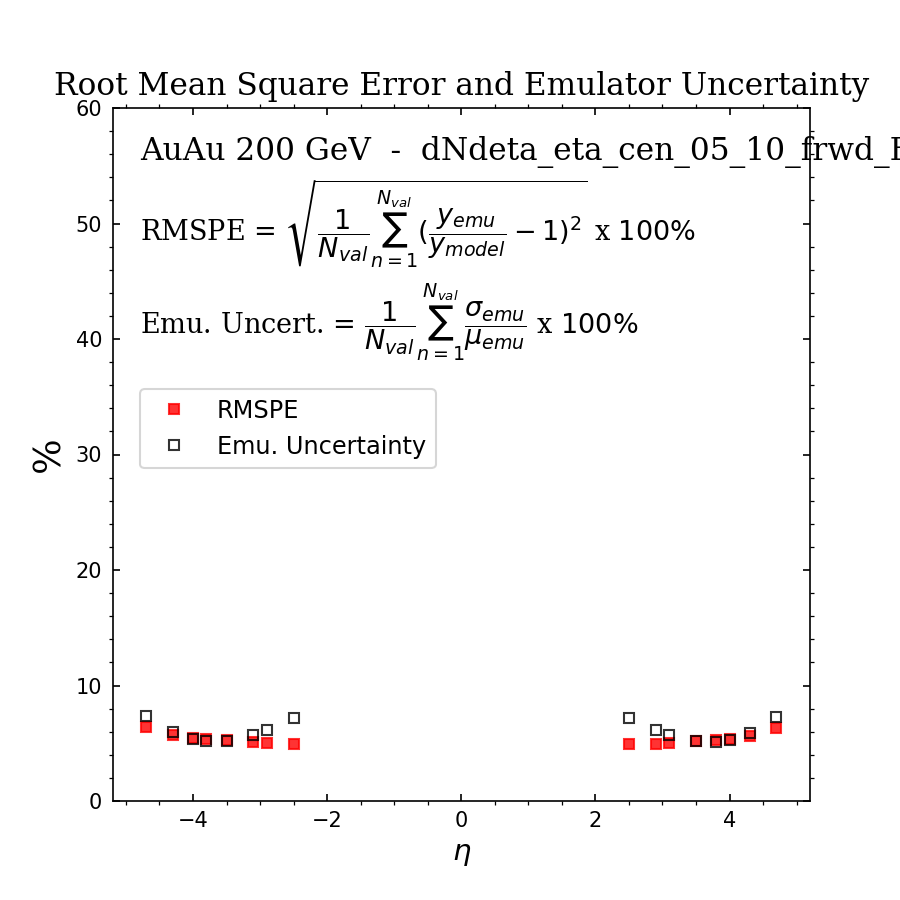 Root Mean Square Error and Emulator Uncertainty
AuAu 200 GeV - dNdeta_eta_cen_05_10_frwd_
RMSPE = √(1/N_val ∑_{n=1}^{N_val} (y_emu/y_model − 1)²) x 100%
Emu. Uncert. = 1/N_val ∑_{n=1}^{N_val} σ_emu/μ_emu x 100%
RMSPE
Emu. Uncertainty
%
60
50
40
30
20
10
0
−4 −2 0 2 4
η